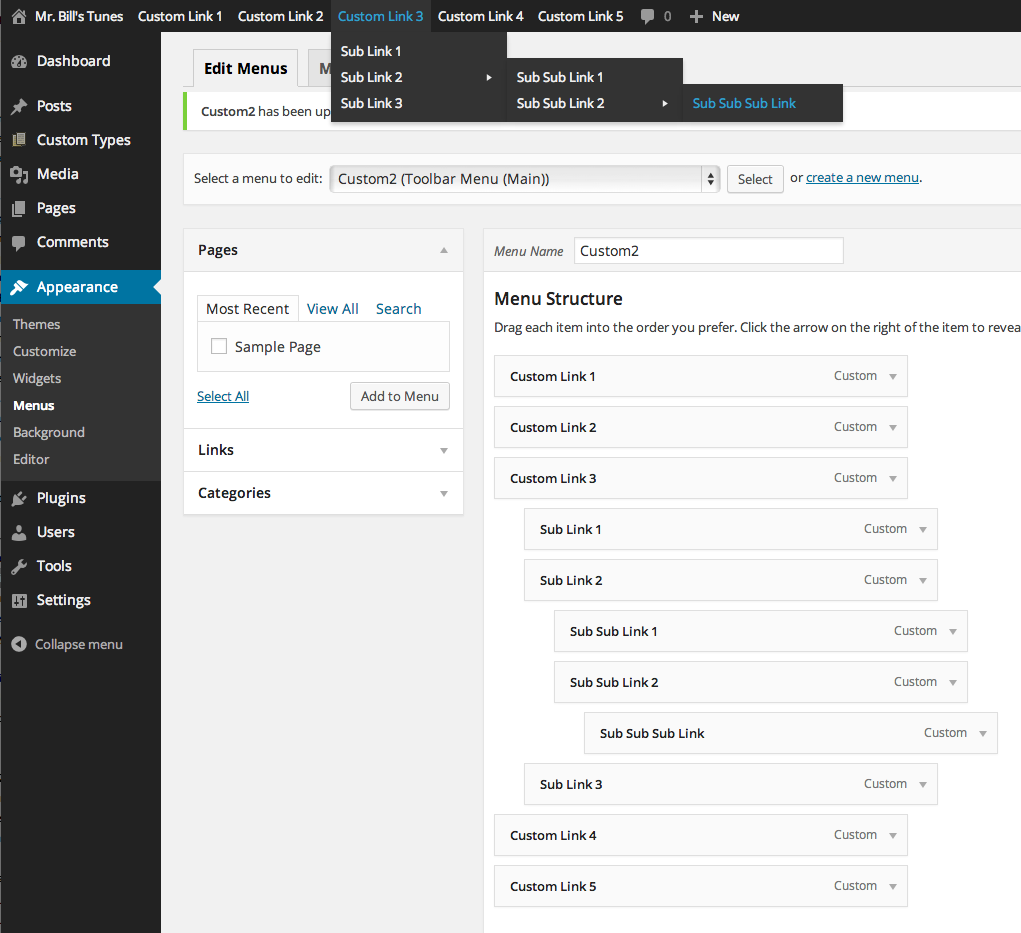 Mr. Bill's Tunes Custom Link 1 Custom Link 2 Custom Link 3 Custom Link 4 Custom Link 5 0 New
Sub Link 1
Sub Link 2 Sub Sub Link 1
Sub Link 3 Sub Sub Link 2 Sub Sub Sub Link
Dashboard
Posts
Custom Types
Media
Pages
Comments
Appearance
Themes
Customize
Widgets
Menus
Background
Editor
Plugins
Users
Tools
Settings
Collapse menu
Edit Menus M
Custom2 has been up
Select a menu to edit: Custom2 (Toolbar Menu (Main)) Select or create a new menu.
Pages
Most Recent View All Search
Sample Page
Select All Add to Menu
Links
Categories
Menu Name Custom2
Menu Structure
Drag each item into the order you prefer. Click the arrow on the right of the item to revea
Custom Link 1 Custom
Custom Link 2 Custom
Custom Link 3 Custom
Sub Link 1 Custom
Sub Link 2 Custom
Sub Sub Link 1 Custom
Sub Sub Link 2 Custom
Sub Sub Sub Link Custom
Sub Link 3 Custom
Custom Link 4 Custom
Custom Link 5 Custom